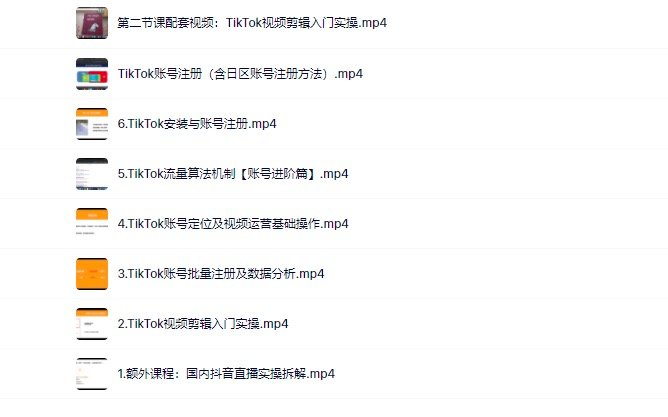 第二节课配套视频：TikTok视频剪辑入门实操.mp4
TikTok账号注册（含日区账号注册方法）.mp4
6.TikTok安装与账号注册.mp4
5.TikTok流量算法机制【账号进阶篇】.mp4
4.TikTok账号定位及视频运营基础操作.mp4
3.TikTok账号批量注册及数据分析.mp4
2.TikTok视频剪辑入门实操.mp4
1.额外课程：国内抖音直播实操拆解.mp4